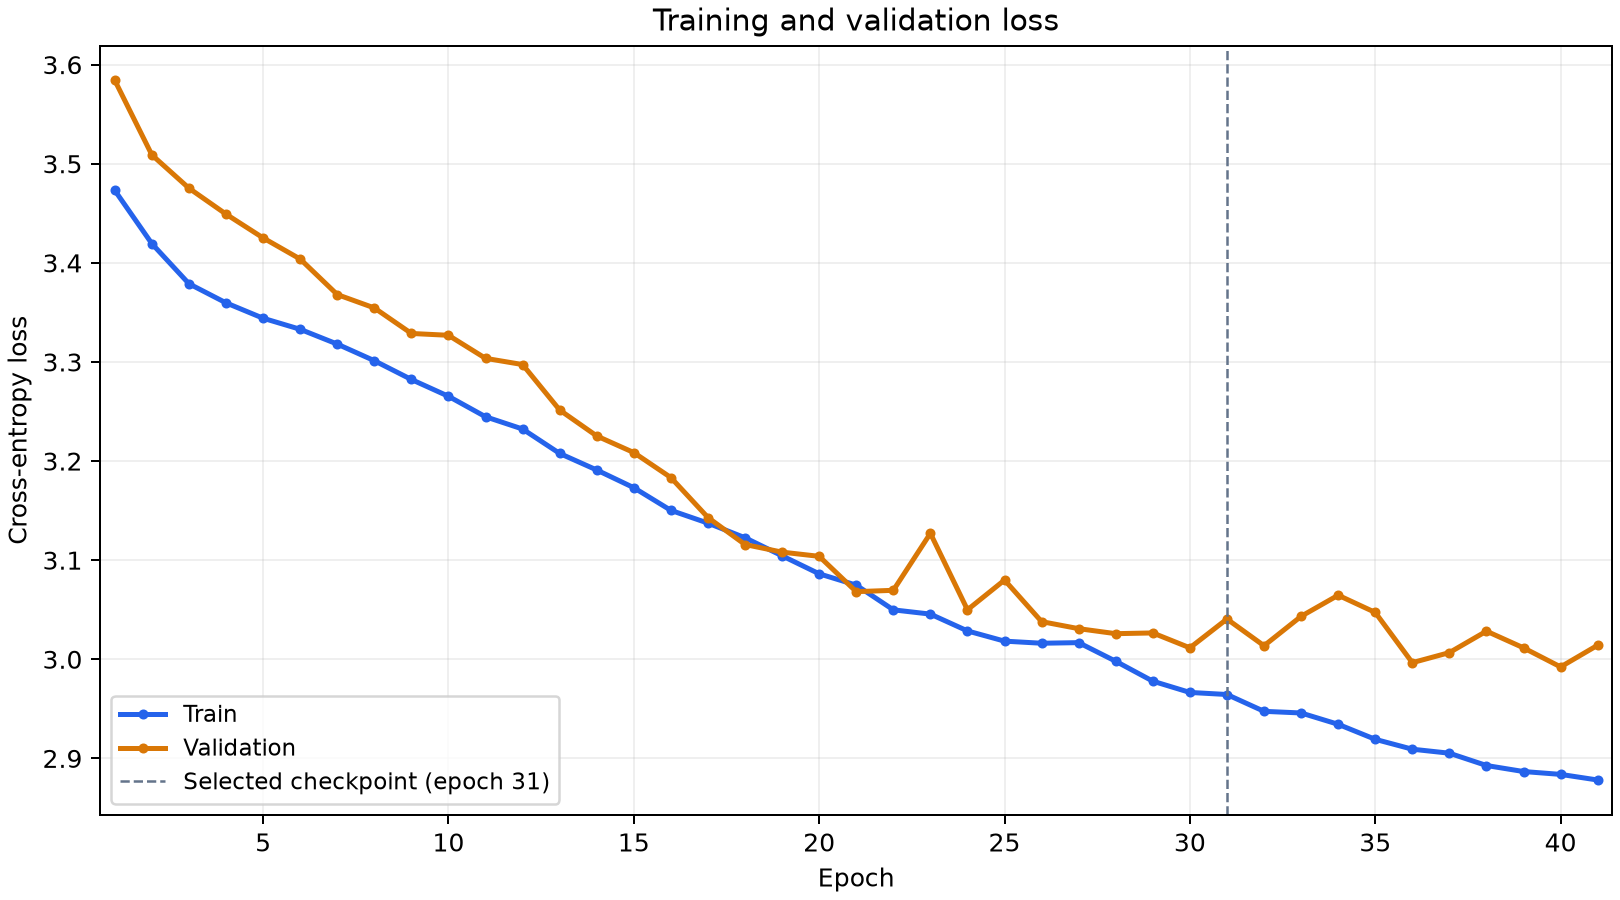 Training and validation loss
Cross-entropy loss
3.6
3.5
3.4
3.3
3.2
3.1
3.0
2.9
Train
Validation
Selected checkpoint (epoch 31)
5 10 15 20 25 30 35 40
Epoch